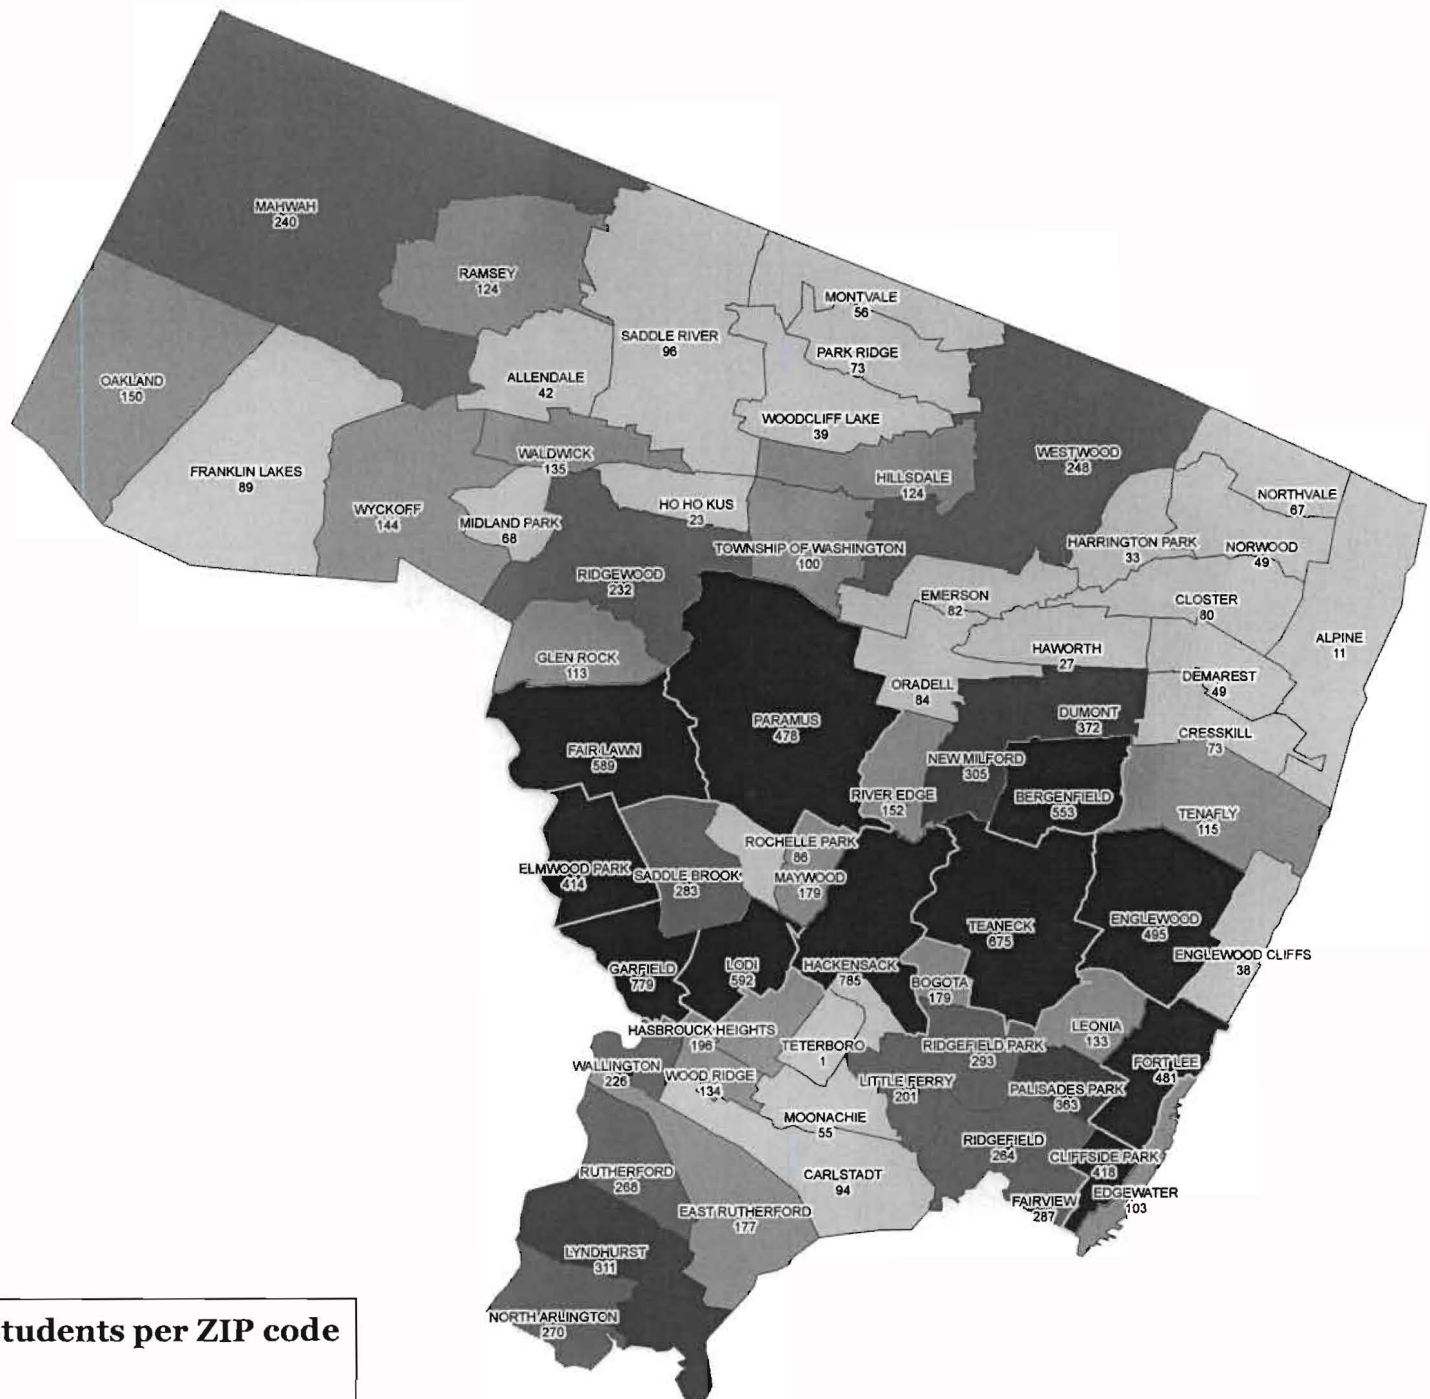 MAHWAH
240
RAMSEY
124
MONTVALE
56
SADDLE RIVER
96
PARK RIDGE
73
OAKLAND
150
ALLENDALE
42
WOODCLIFF LAKE
39
FRANKLIN LAKES
89
WALDWICK
135
WESTWOOD
248
HILLSDALE
124
NORTHVALE
67
WYCKOFF
144
MIDLAND PARK
68
HO HO KUS
23
HARRINGTON PARK
33
NORWOOD
49
TOWNSHIP OF WASHINGTON
100
RIDGEWOOD
232
EMERSON
82
CLOSTER
80
ALPINE
11
GLEN ROCK
113
HAWORTH
27
ORADELL
84
DEMAREST
49
PARAMUS
478
DUMONT
372
CRESSKILL
73
FAIR LAWN
589
NEW MILFORD
305
RIVER EDGE
152
BERGENFIELD
553
TENAFLY
115
ROCHELLE PARK
86
ELMWOOD PARK
414
SADDLE BROOK
283
MAYWOOD
179
TEANECK
675
ENGLEWOOD
495
ENGLEWOOD CLIFFS
38
GARFIELD
779
LODI
592
HACKENSACK
785
BOGOTA
179
HASBROUCK HEIGHTS
196
TETERBORO
1
RIDGEFIELD PARK
293
LEONIA
133
WALLINGTON
226
WOOD RIDGE
134
LITTLE FERRY
201
FORT LEE
481
PALISADES PARK
363
MOONACHIE
55
RIDGEFIELD
264
CLIFFSIDE PARK
418
RUTHERFORD
268
CARLSTADT
94
FAIRVIEW
287
EDGEWATER
103
EAST RUTHERFORD
177
LYNDHURST
311
NORTH ARLINGTON
270
tudents per ZIP code